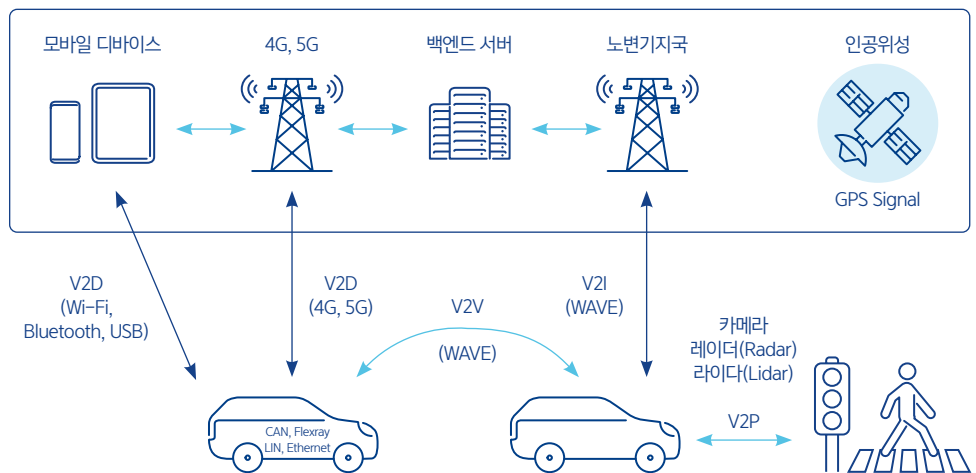 모바일 디바이스
4G, 5G
백엔드 서버
노변기지국
인공위성
GPS Signal
V2D
(Wi-Fi,
Bluetooth, USB)
V2D
(4G, 5G)
V2V
(WAVE)
V2I
(WAVE)
카메라
레이더(Radar)
라이다(Lidar)
V2P
CAN, Flexray
LIN, Ethernet